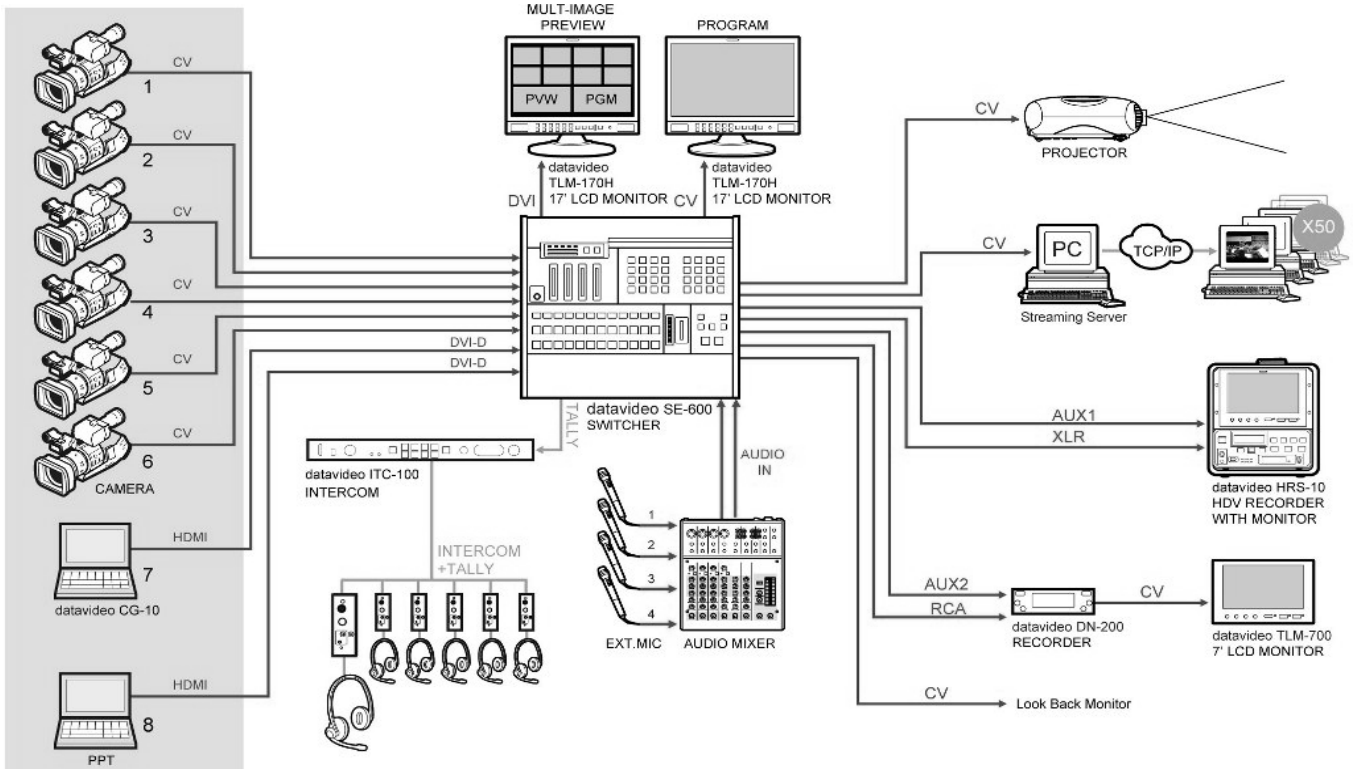 CV
1
CV
2
CV
3
CV
4
CV
5
CV
6
CAMERA
HDMI
7
datavideo CG-10
HDMI
8
PPT
DVI-D
DVI-D
MULT-IMAGE
PREVIEW
PVW
PGM
datavideo
TLM-170H
17' LCD MONITOR
DVI
PROGRAM
datavideo
TLM-170H
17' LCD MONITOR
CV
datavideo SE-600
SWITCHER
TALLY
datavideo ITC-100
INTERCOM
INTERCOM
+TALLY
AUDIO
IN
1
2
3
4
EXT.MIC
AUDIO MIXER
CV
PROJECTOR
CV
PC
TCP/IP
X50
Streaming Server
AUX1
XLR
datavideo HRS-10
HDV RECORDER
WITH MONITOR
AUX2
RCA
datavideo DN-200
RECORDER
CV
datavideo TLM-700
7' LCD MONITOR
CV
Look Back Monitor